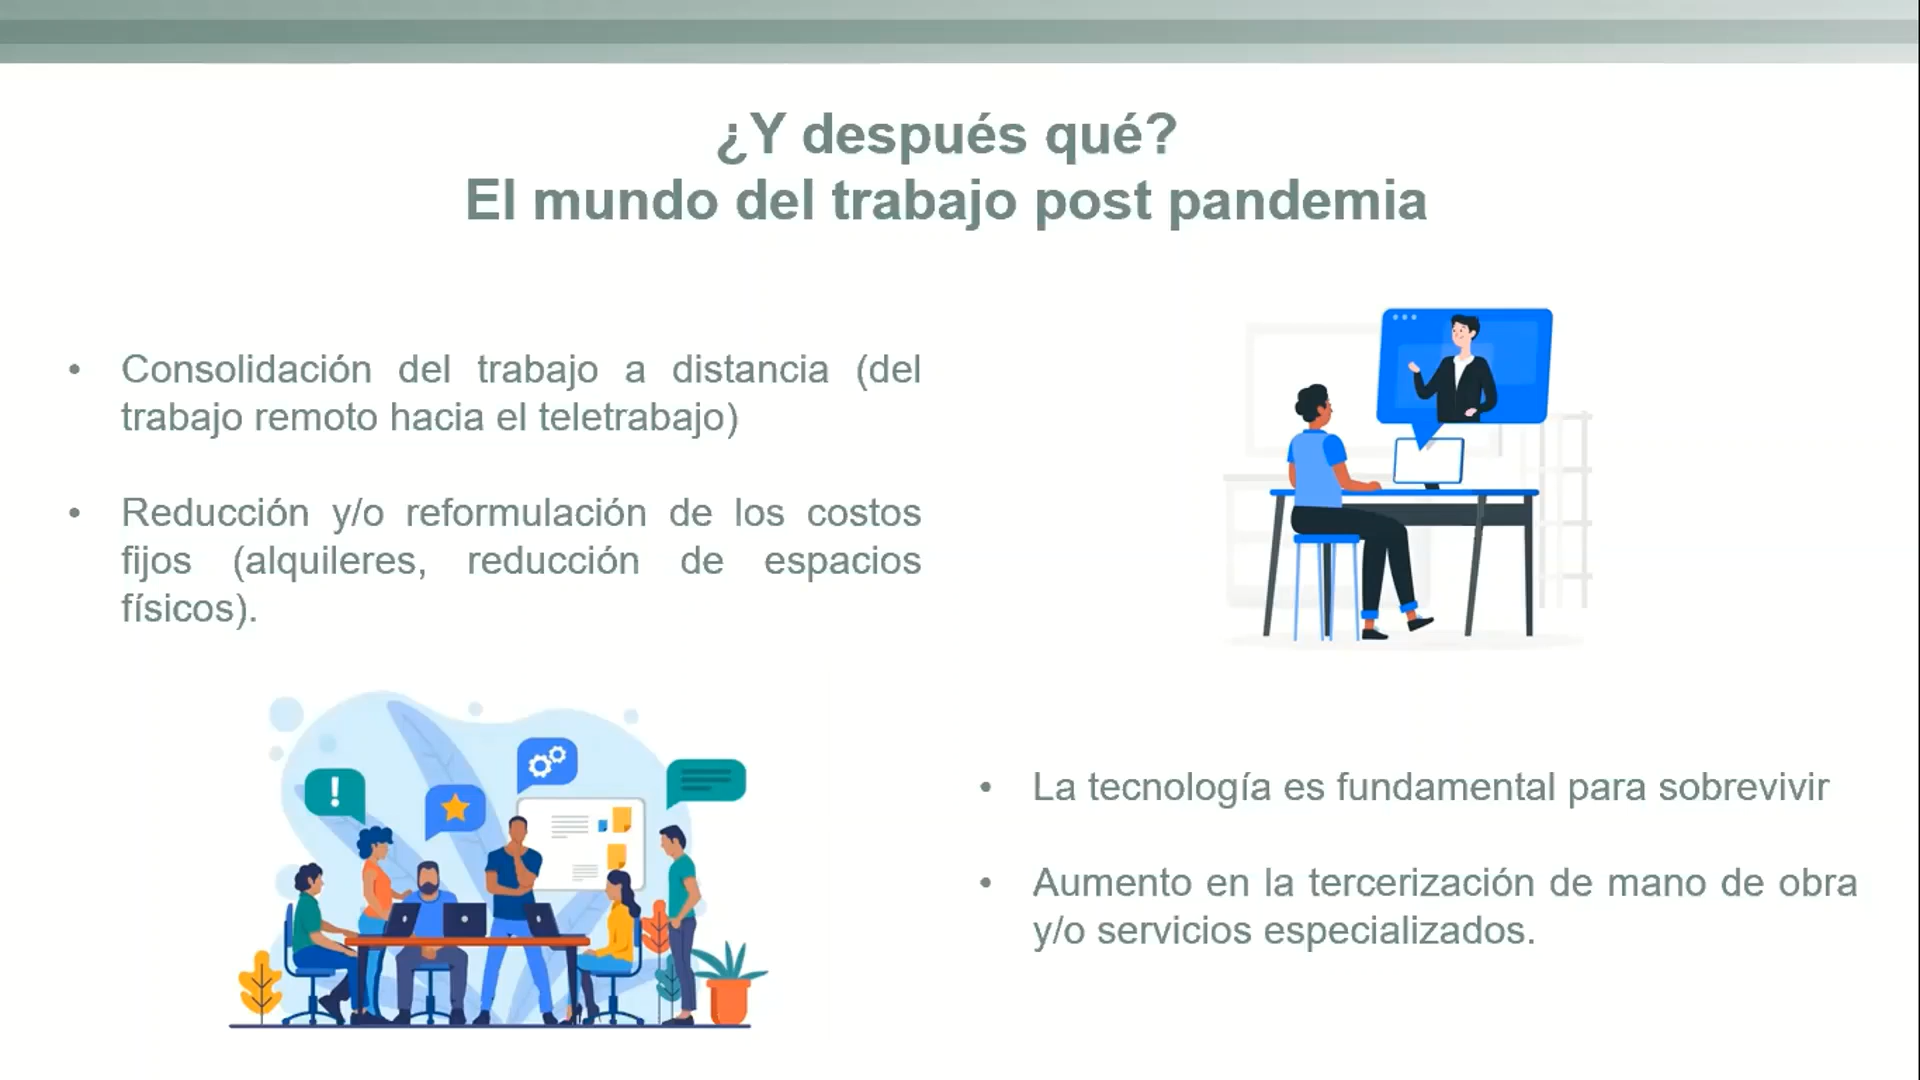 ¿Y después qué?
El mundo del trabajo post pandemia
• Consolidación del trabajo a distancia (del
trabajo remoto hacia el teletrabajo)
• Reducción y/o reformulación de los costos
fijos (alquileres, reducción de espacios
físicos).
• La tecnología es fundamental para sobrevivir
• Aumento en la tercerización de mano de obra
y/o servicios especializados.